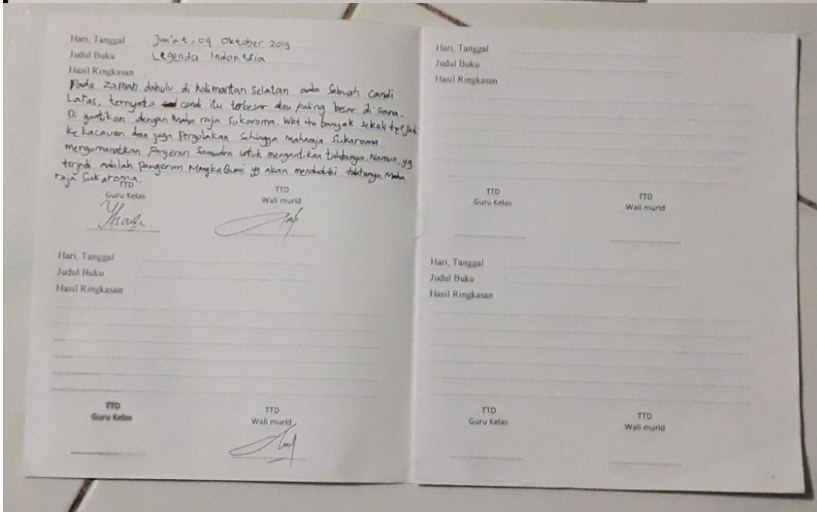 Hari, Tanggal Jum'at, 04 Oktober 2019
Judul Buku Legenda Indonesia
Hasil Ringkasan
Pada zaman dahulu di kalimantan Selatan ada Sebuah Candi
Laras, ternyata candi itu terbesar atau paling besar di sana.
Di gantikan dengan Maha raja Sukarama. Wkt itu banyak sekali terjadi
ke kacauan dan juga Pergolakan Sehingga maharaja Sukarama
mengamanatkan pangeran Samudra untuk menggantikan tahtanya. Namun, yg
terjadi adalah Pangeran MangkuBumi yg akan menduduki tahtanya Maha
raja Sukarama.
TTD
Guru Kelas
TTD
Wali murid
Hari, Tanggal
Judul Buku
Hasil Ringkasan
TTD
Guru Kelas
TTD
Wali murid
Hari, Tanggal
Judul Buku
Hasil Ringkasan
TTD
Guru Kelas
TTD
Wali murid
Hari, Tanggal
Judul Buku
Hasil Ringkasan
TTD
Guru Kelas
TTD
Wali murid